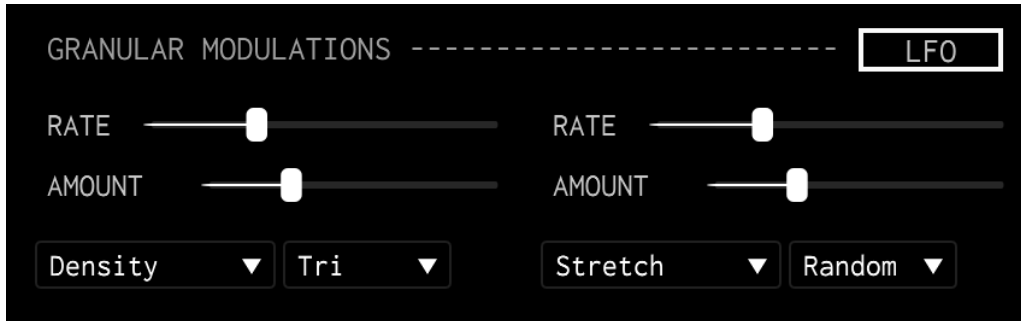 GRANULAR MODULATIONS LFO
RATE RATE
AMOUNT AMOUNT
Density Tri Stretch Random